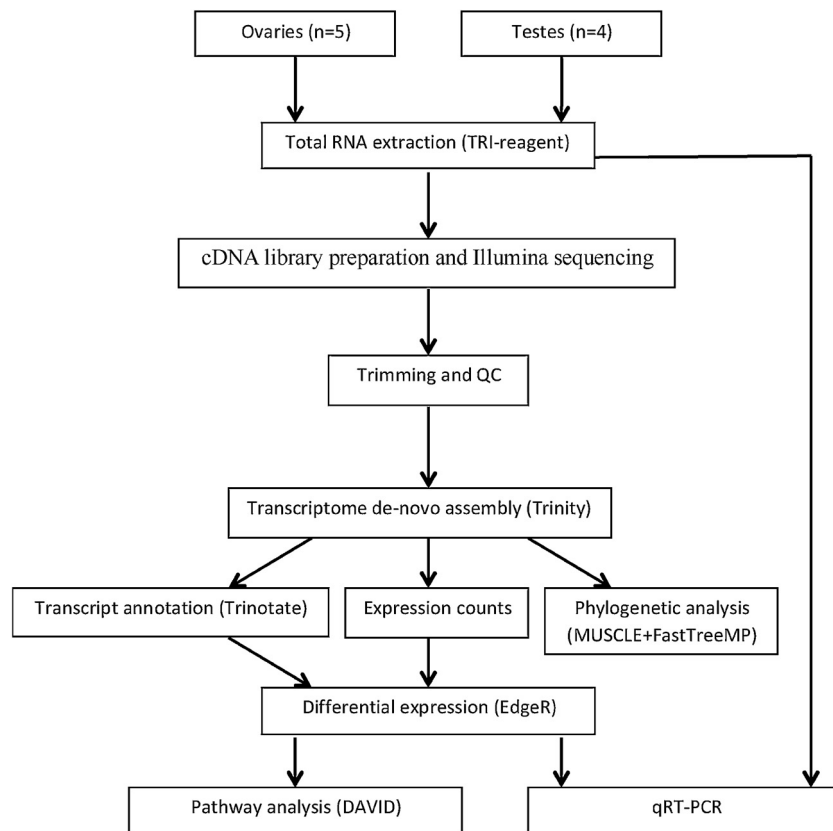 Ovaries (n=5)
Testes (n=4)
Total RNA extraction (TRI-reagent)
cDNA library preparation and Illumina sequencing
Trimming and QC
Transcriptome de-novo assembly (Trinity)
Transcript annotation (Trinotate)
Expression counts
Phylogenetic analysis
(MUSCLE+FastTreeMP)
Differential expression (EdgeR)
Pathway analysis (DAVID)
qRT-PCR